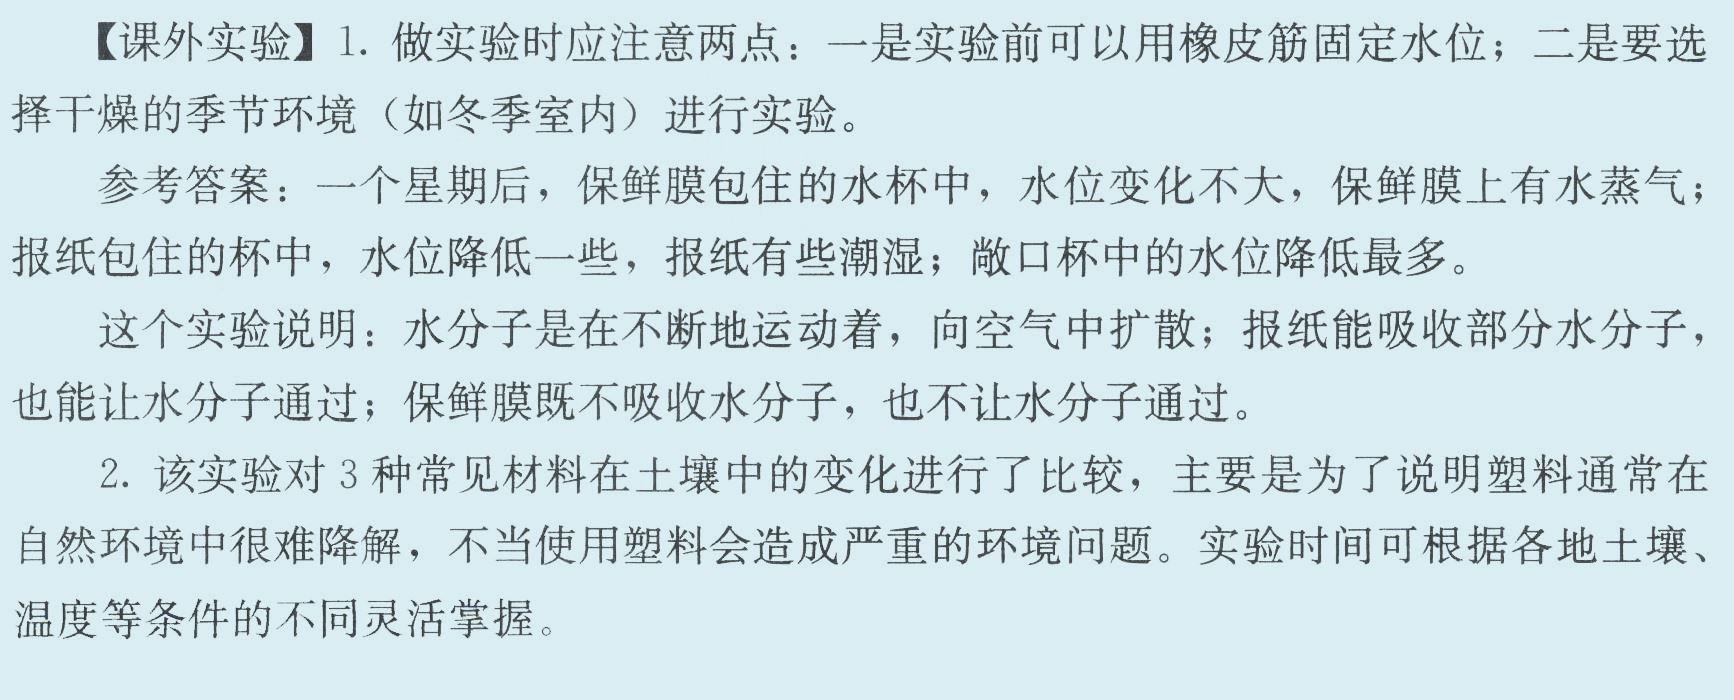 【课外实验】1. 做实验时应注意两点：一是实验前可以用橡皮筋固定水位；二是要选
择干燥的季节环境（如冬季室内）进行实验。
参考答案：一个星期后，保鲜膜包住的水杯中，水位变化不大，保鲜膜上有水蒸气；
报纸包住的杯中，水位降低一些，报纸有些潮湿；敞口杯中的水位降低最多。
这个实验说明：水分子是在不断地运动着，向空气中扩散；报纸能吸收部分水分子，
也能让水分子通过；保鲜膜既不吸收水分子，也不让水分子通过。
2. 该实验对 3 种常见材料在土壤中的变化进行了比较，主要是为了说明塑料通常在
自然环境中很难降解，不当使用塑料会造成严重的环境问题。实验时间可根据各地土壤、
温度等条件的不同灵活掌握。